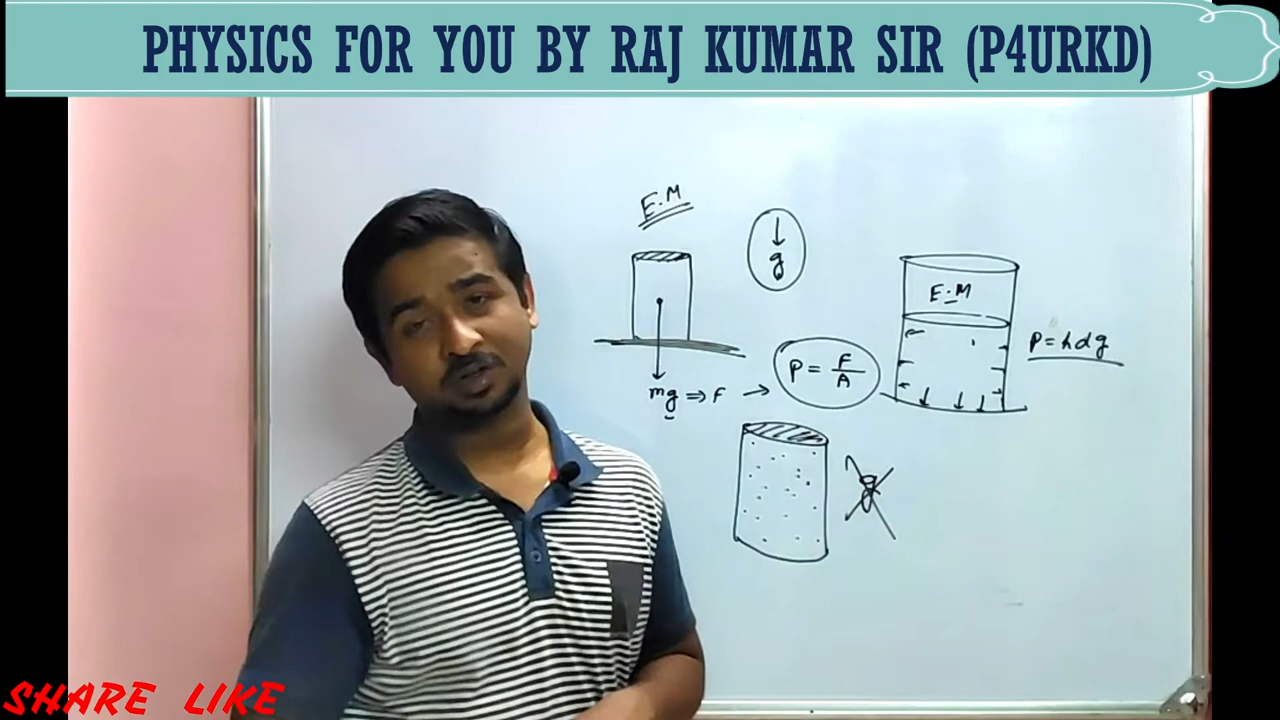 PHYSICS FOR YOU BY RAJ KUMAR SIR (P4URKD)
E.M
g
mg ⇒ F → P = F/A
E.M
P = hdg
g
SHARE LIKE